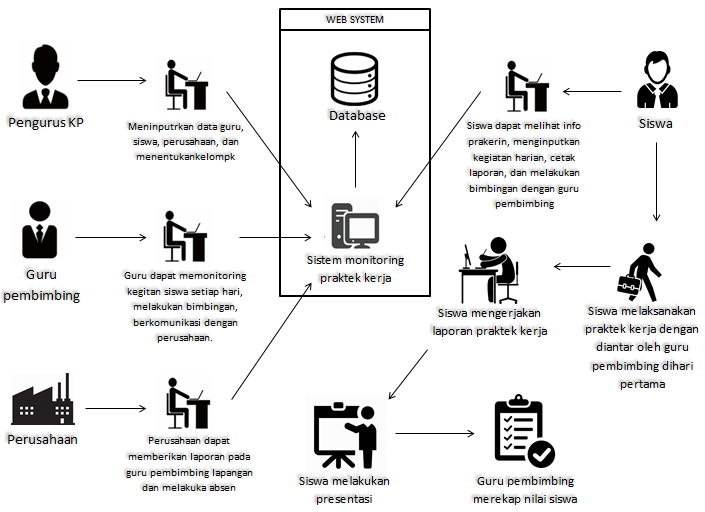 WEB SYSTEM
Database
Sistem monitoring
praktek kerja
Pengurus KP
Meninputrkan data guru,
siswa, perusahaan, dan
menentukankelompk
Guru
pembimbing
Guru dapat memonitoring
kegitan siswa setiap hari,
melakukan bimbingan,
berkomunikasi dengan
perusahaan.
Perusahaan
Perusahaan dapat
memberikan laporan pada
guru pembimbing lapangan
dan melakuka absen
Siswa
Siswa dapat melihat info
prakerin, menginputkan
kegiatan harian, cetak
laporan, dan melakukan
bimbingan dengan guru
pembimbing
Siswa melaksanakan
praktek kerja dengan
diantar oleh guru
pembimbing dihari
pertama
Siswa mengerjakan
laporan praktek kerja
Siswa melakukan
presentasi
Guru pembimbing
merekap nilai siswa